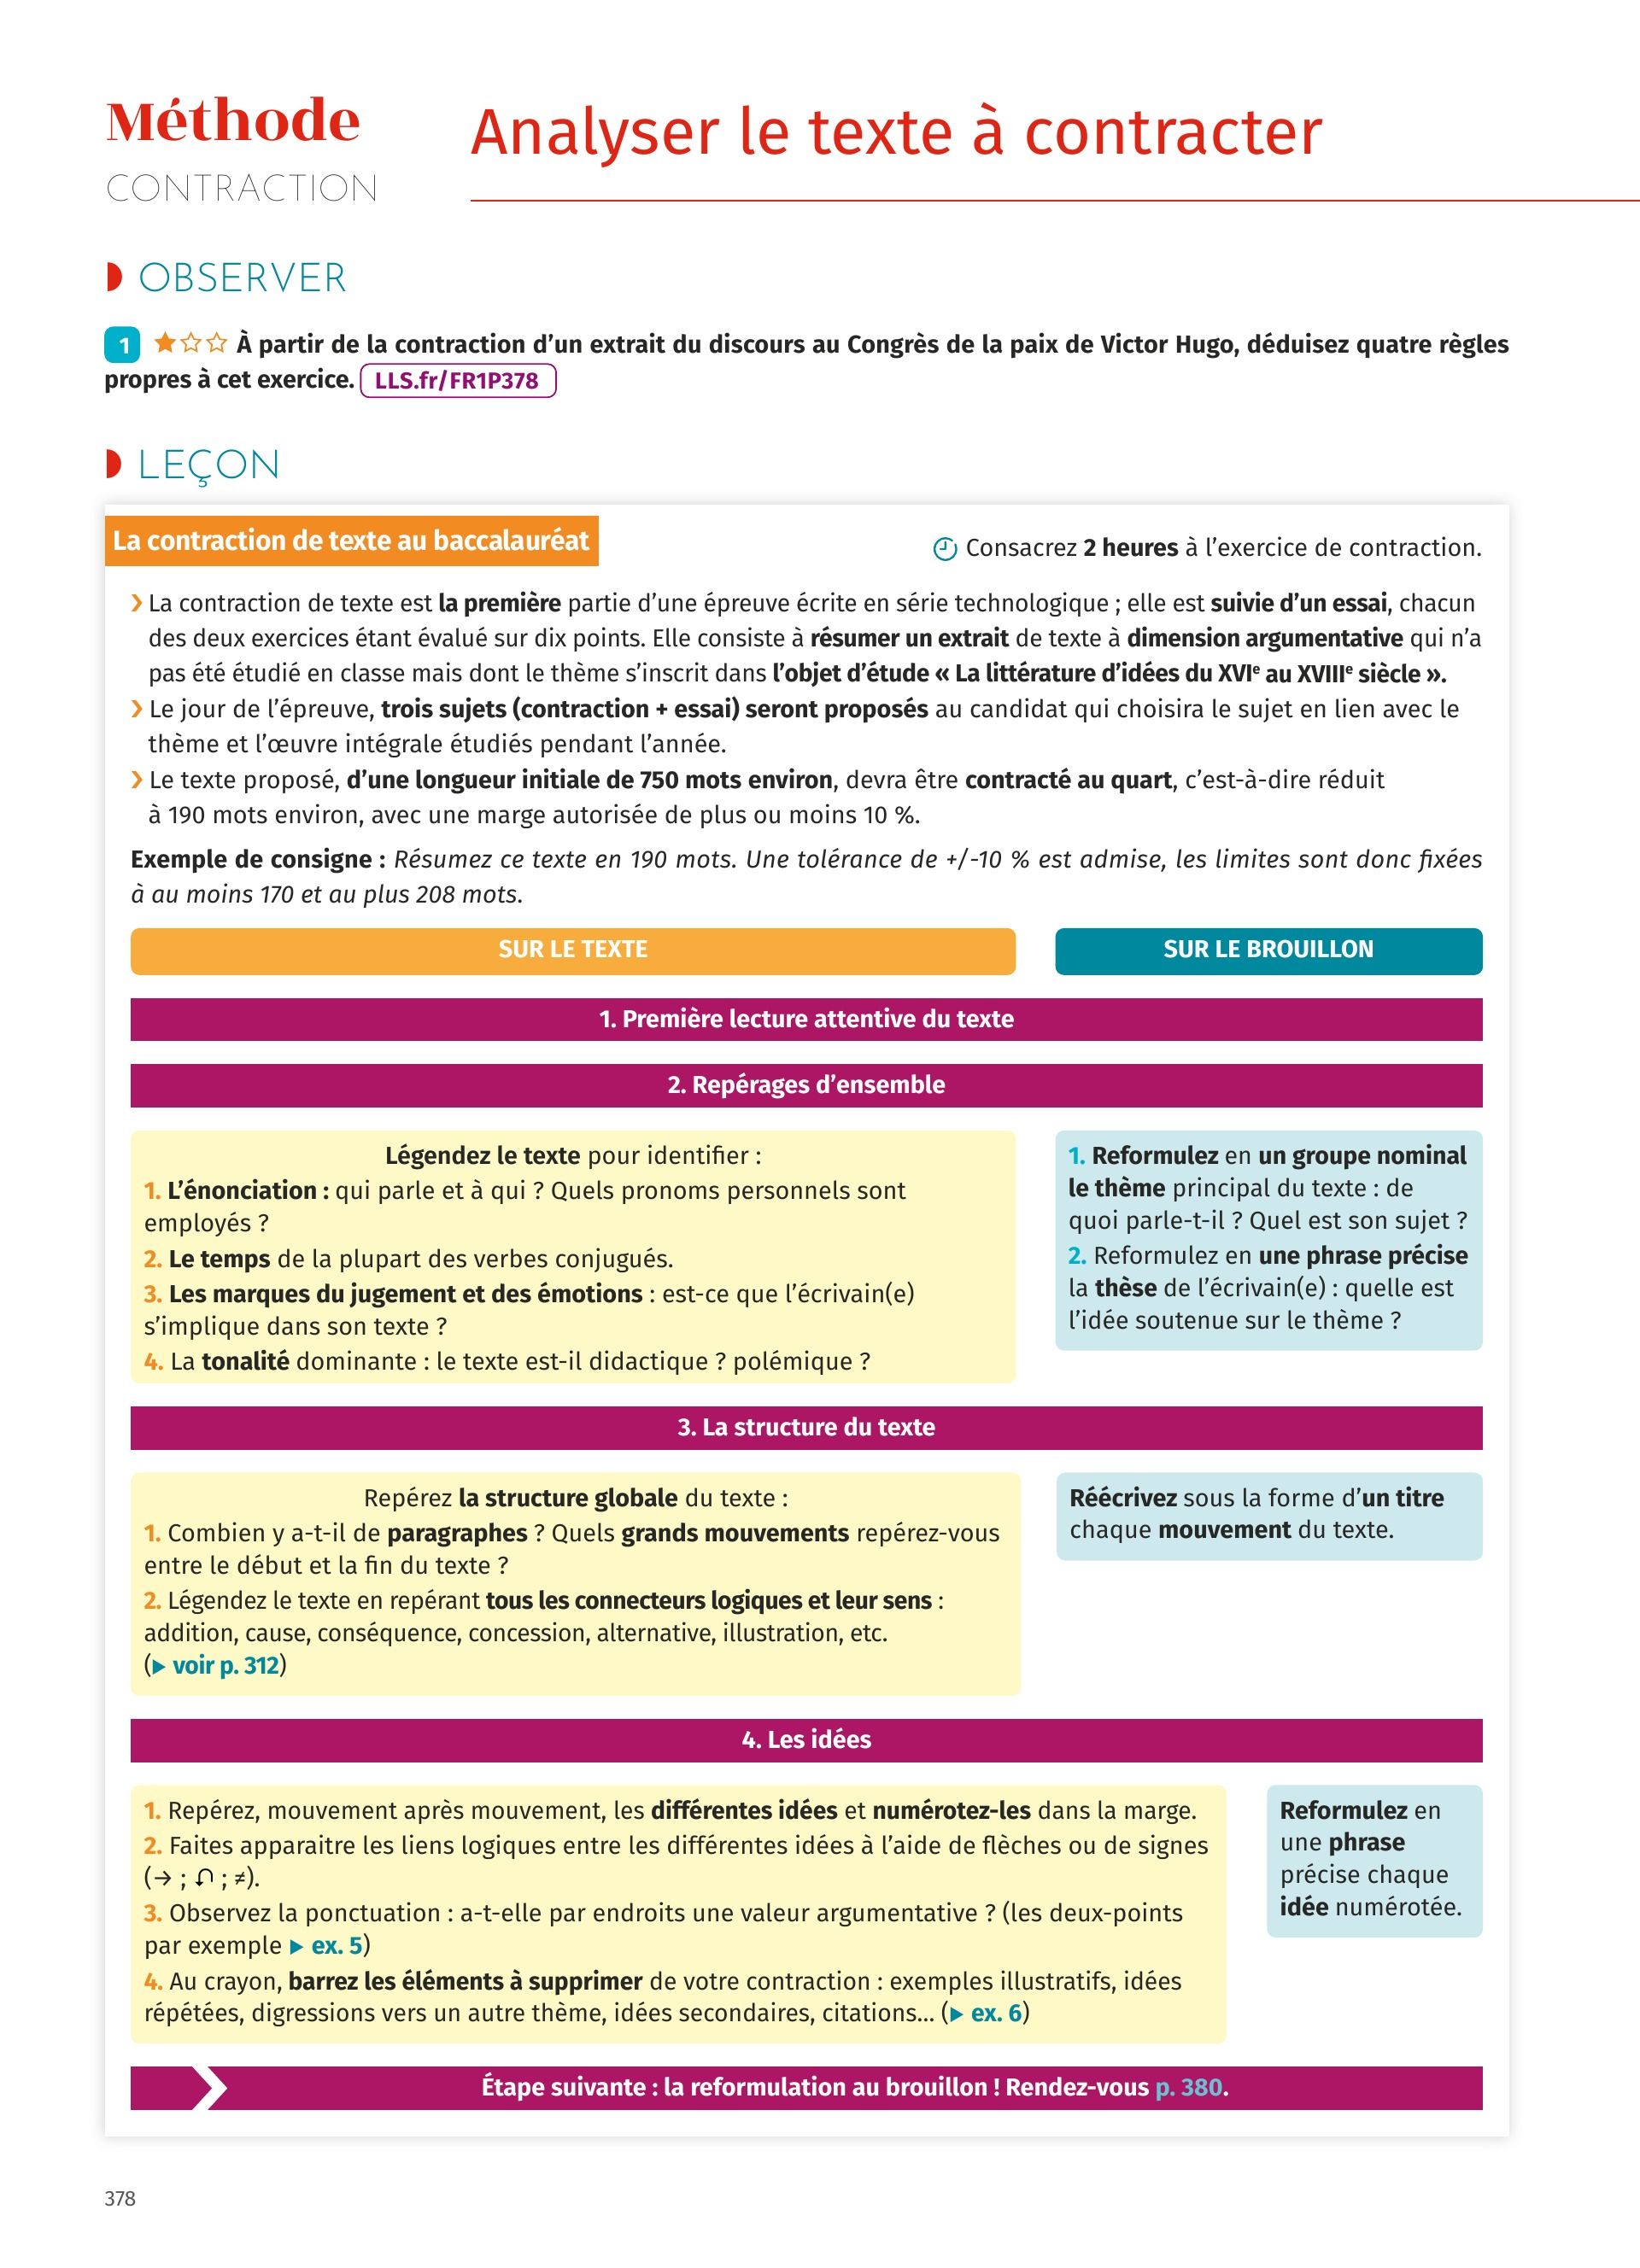 Méthode
CONTRACTION
Analyser le texte à contracter
OBSERVER
1 À partir de la contraction d’un extrait du discours au Congrès de la paix de Victor Hugo, déduisez quatre règles
propres à cet exercice. LLS.fr/FR1P378
LEÇON
La contraction de texte au baccalauréat
Consacrez 2 heures à l’exercice de contraction.
› La contraction de texte est la première partie d’une épreuve écrite en série technologique ; elle est suivie d’un essai, chacun
des deux exercices étant évalué sur dix points. Elle consiste à résumer un extrait de texte à dimension argumentative qui n’a
pas été étudié en classe mais dont le thème s’inscrit dans l’objet d’étude « La littérature d’idées du XVIe au XVIIIe siècle ».
› Le jour de l’épreuve, trois sujets (contraction + essai) seront proposés au candidat qui choisira le sujet en lien avec le
thème et l’œuvre intégrale étudiés pendant l’année.
› Le texte proposé, d’une longueur initiale de 750 mots environ, devra être contracté au quart, c’est-à-dire réduit
à 190 mots environ, avec une marge autorisée de plus ou moins 10 %.
Exemple de consigne : Résumez ce texte en 190 mots. Une tolérance de +/-10 % est admise, les limites sont donc fixées
à au moins 170 et au plus 208 mots.
SUR LE TEXTE
SUR LE BROUILLON
1. Première lecture attentive du texte
2. Repérages d’ensemble
Légendez le texte pour identifier :
1. L’énonciation : qui parle et à qui ? Quels pronoms personnels sont
employés ?
2. Le temps de la plupart des verbes conjugués.
3. Les marques du jugement et des émotions : est-ce que l’écrivain(e)
s’implique dans son texte ?
4. La tonalité dominante : le texte est-il didactique ? polémique ?
1. Reformulez en un groupe nominal
le thème principal du texte : de
quoi parle-t-il ? Quel est son sujet ?
2. Reformulez en une phrase précise
la thèse de l’écrivain(e) : quelle est
l’idée soutenue sur le thème ?
3. La structure du texte
Repérez la structure globale du texte :
1. Combien y a-t-il de paragraphes ? Quels grands mouvements repérez-vous
entre le début et la fin du texte ?
2. Légendez le texte en repérant tous les connecteurs logiques et leur sens :
addition, cause, conséquence, concession, alternative, illustration, etc.
(▶ voir p. 312)
Réécrivez sous la forme d’un titre
chaque mouvement du texte.
4. Les idées
1. Repérez, mouvement après mouvement, les différentes idées et numérotez-les dans la marge.
2. Faites apparaitre les liens logiques entre les différentes idées à l’aide de flèches ou de signes
(→ ; ↶ ; ≠).
3. Observez la ponctuation : a-t-elle par endroits une valeur argumentative ? (les deux-points
par exemple ▶ ex. 5)
4. Au crayon, barrez les éléments à supprimer de votre contraction : exemples illustratifs, idées
répétées, digressions vers un autre thème, idées secondaires, citations… (▶ ex. 6)
Reformulez en
une phrase
précise chaque
idée numérotée.
Étape suivante : la reformulation au brouillon ! Rendez-vous p. 380.
378